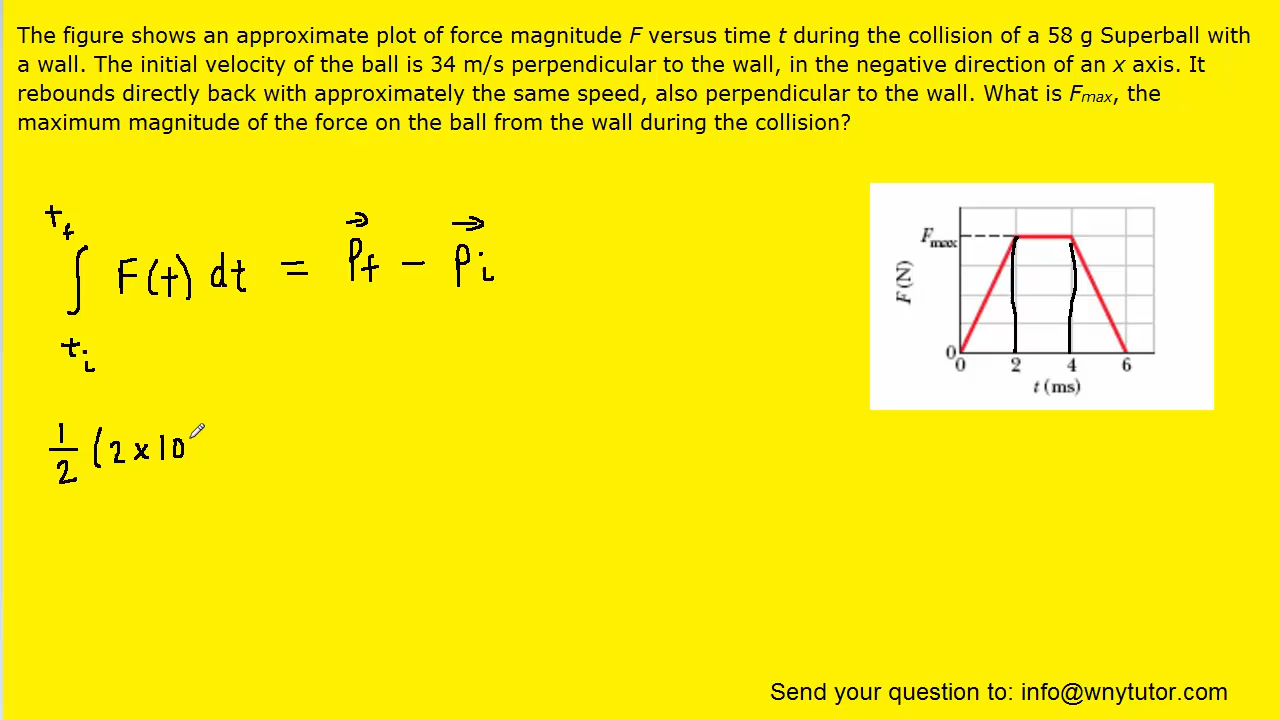 The figure shows an approximate plot of force magnitude F versus time t during the collision of a 58 g Superball with
a wall. The initial velocity of the ball is 34 m/s perpendicular to the wall, in the negative direction of an x axis. It
rebounds directly back with approximately the same speed, also perpendicular to the wall. What is Fmax, the
maximum magnitude of the force on the ball from the wall during the collision?
tf
∫ F(t) dt = p⃗f − p⃗i
ti
1/2 (2 x 10
Fmax
F (N)
0
0 2 4 6
t (ms)
Send your question to: info@wnytutor.com